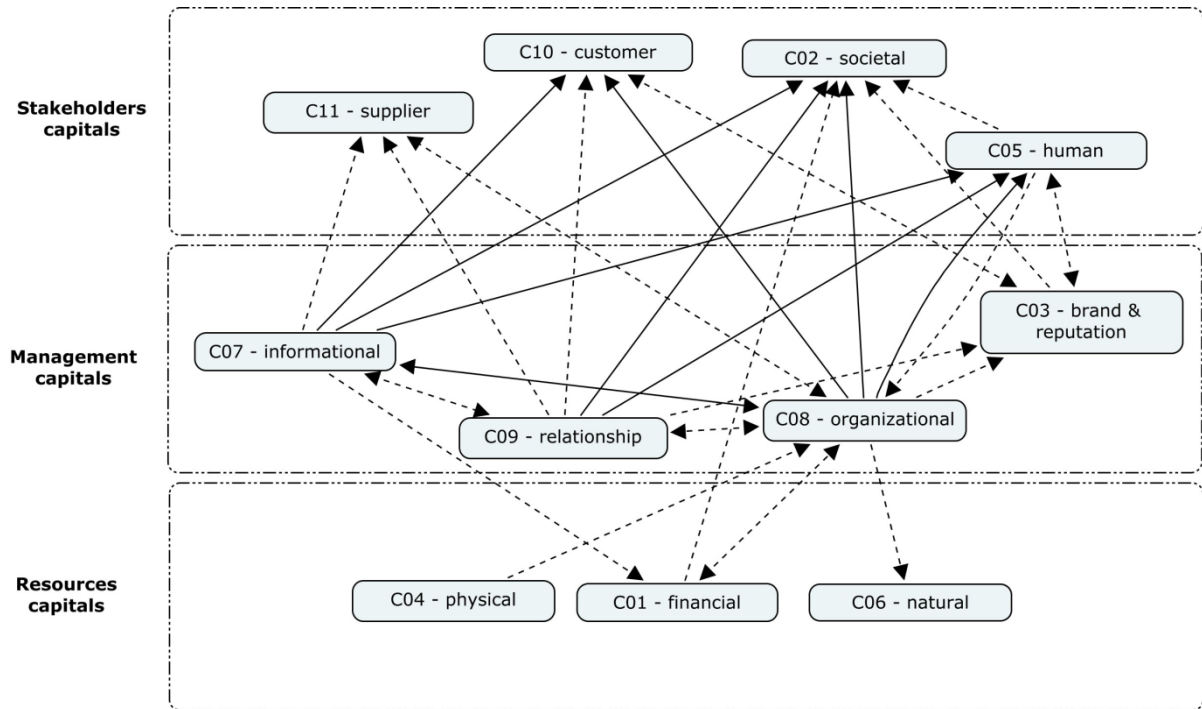 C10 - customer
C02 - societal
Stakeholders
capitals
C11 - supplier
C05 - human
C03 - brand &
reputation
Management
capitals
C07 - informational
C09 - relationship
C08 - organizational
Resources
capitals
C04 - physical
C01 - financial
C06 - natural